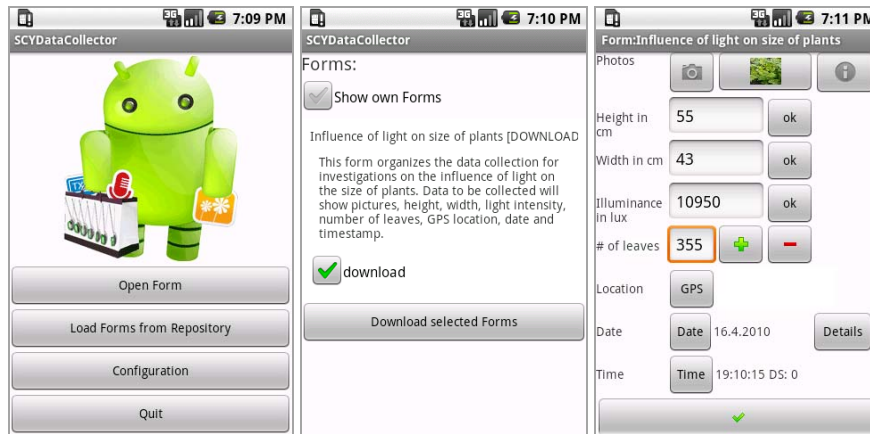 7:09 PM
SCYDataCollector
Open Form
Load Forms from Repository
Configuration
Quit
7:10 PM
SCYDataCollector
Forms:
Show own Forms
Influence of light on size of plants [DOWNLOAD
This form organizes the data collection for
investigations on the influence of light on
the size of plants. Data to be collected will
show pictures, height, width, light intensity,
number of leaves, GPS location, date and
timestamp.
download
Download selected Forms
7:11 PM
Form:Influence of light on size of plants
Photos
Height in cm 55 ok
Width in cm 43 ok
Illuminance in lux 10950 ok
# of leaves 355
Location GPS
Date Date 16.4.2010 Details
Time Time 19:10:15 DS: 0